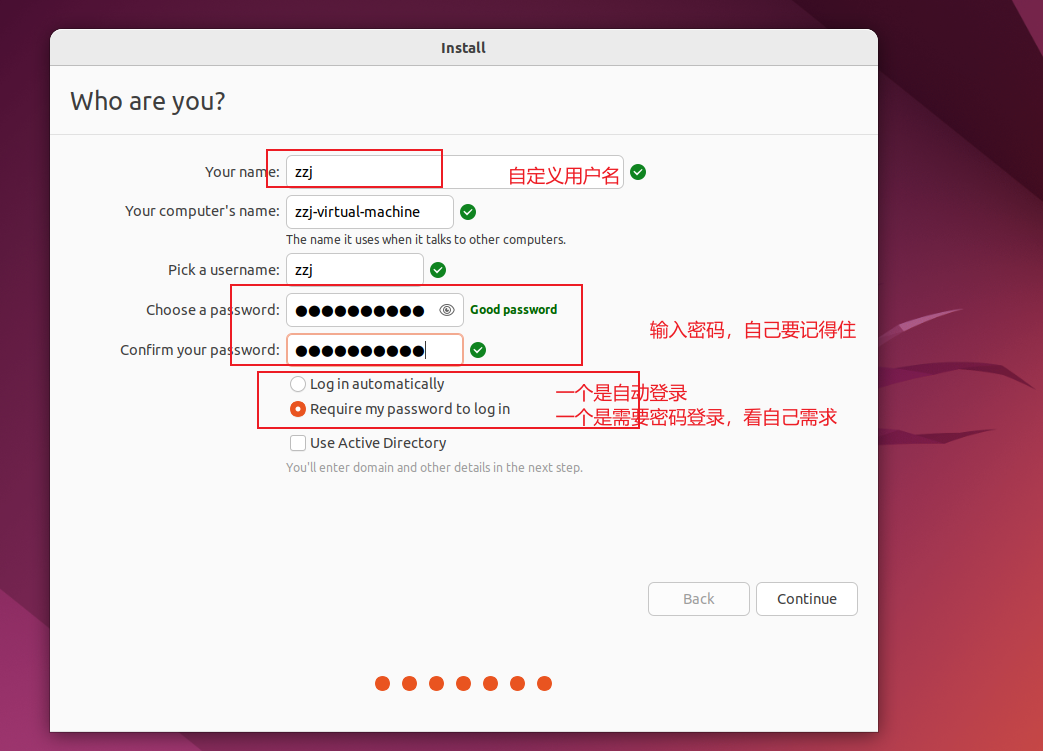 Install
Who are you?
Your name: zzj 自定义用户名
Your computer's name: zzj-virtual-machine
The name it uses when it talks to other computers.
Pick a username: zzj
Choose a password: ●●●●●●●●●● Good password
输入密码，自己要记得住
Confirm your password: ●●●●●●●●●●
Log in automatically 一个是自动登录
Require my password to log in 一个是需要密码登录，看自己需求
Use Active Directory
You'll enter domain and other details in the next step.
Back Continue